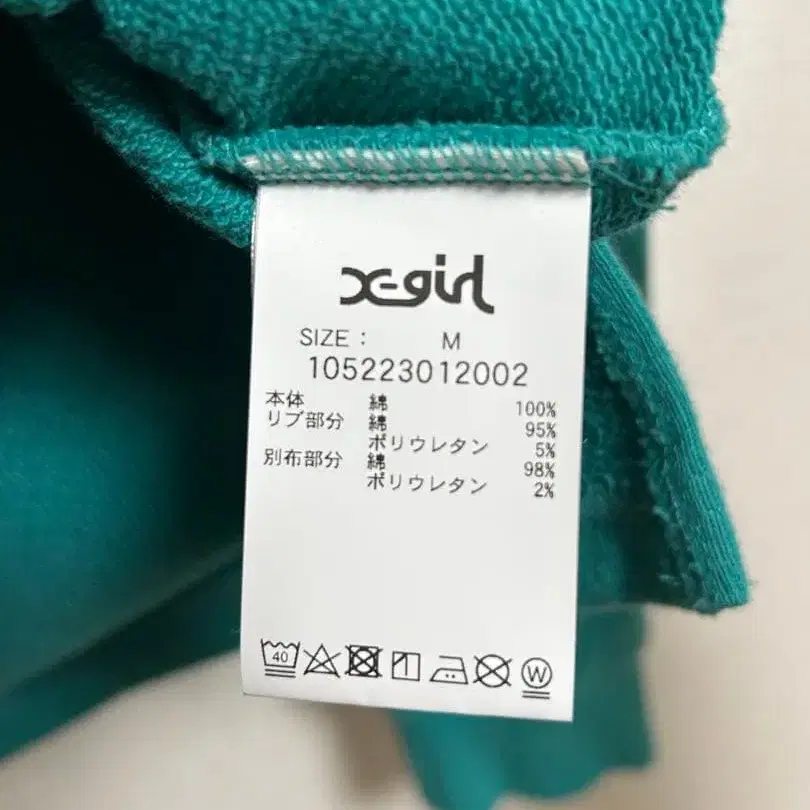 X-girl
SIZE : M
105223012002
本体 綿 100%
リブ部分 綿 95%
ポリウレタン 5%
別布部分 綿 98%
ポリウレタン 2%
40 W